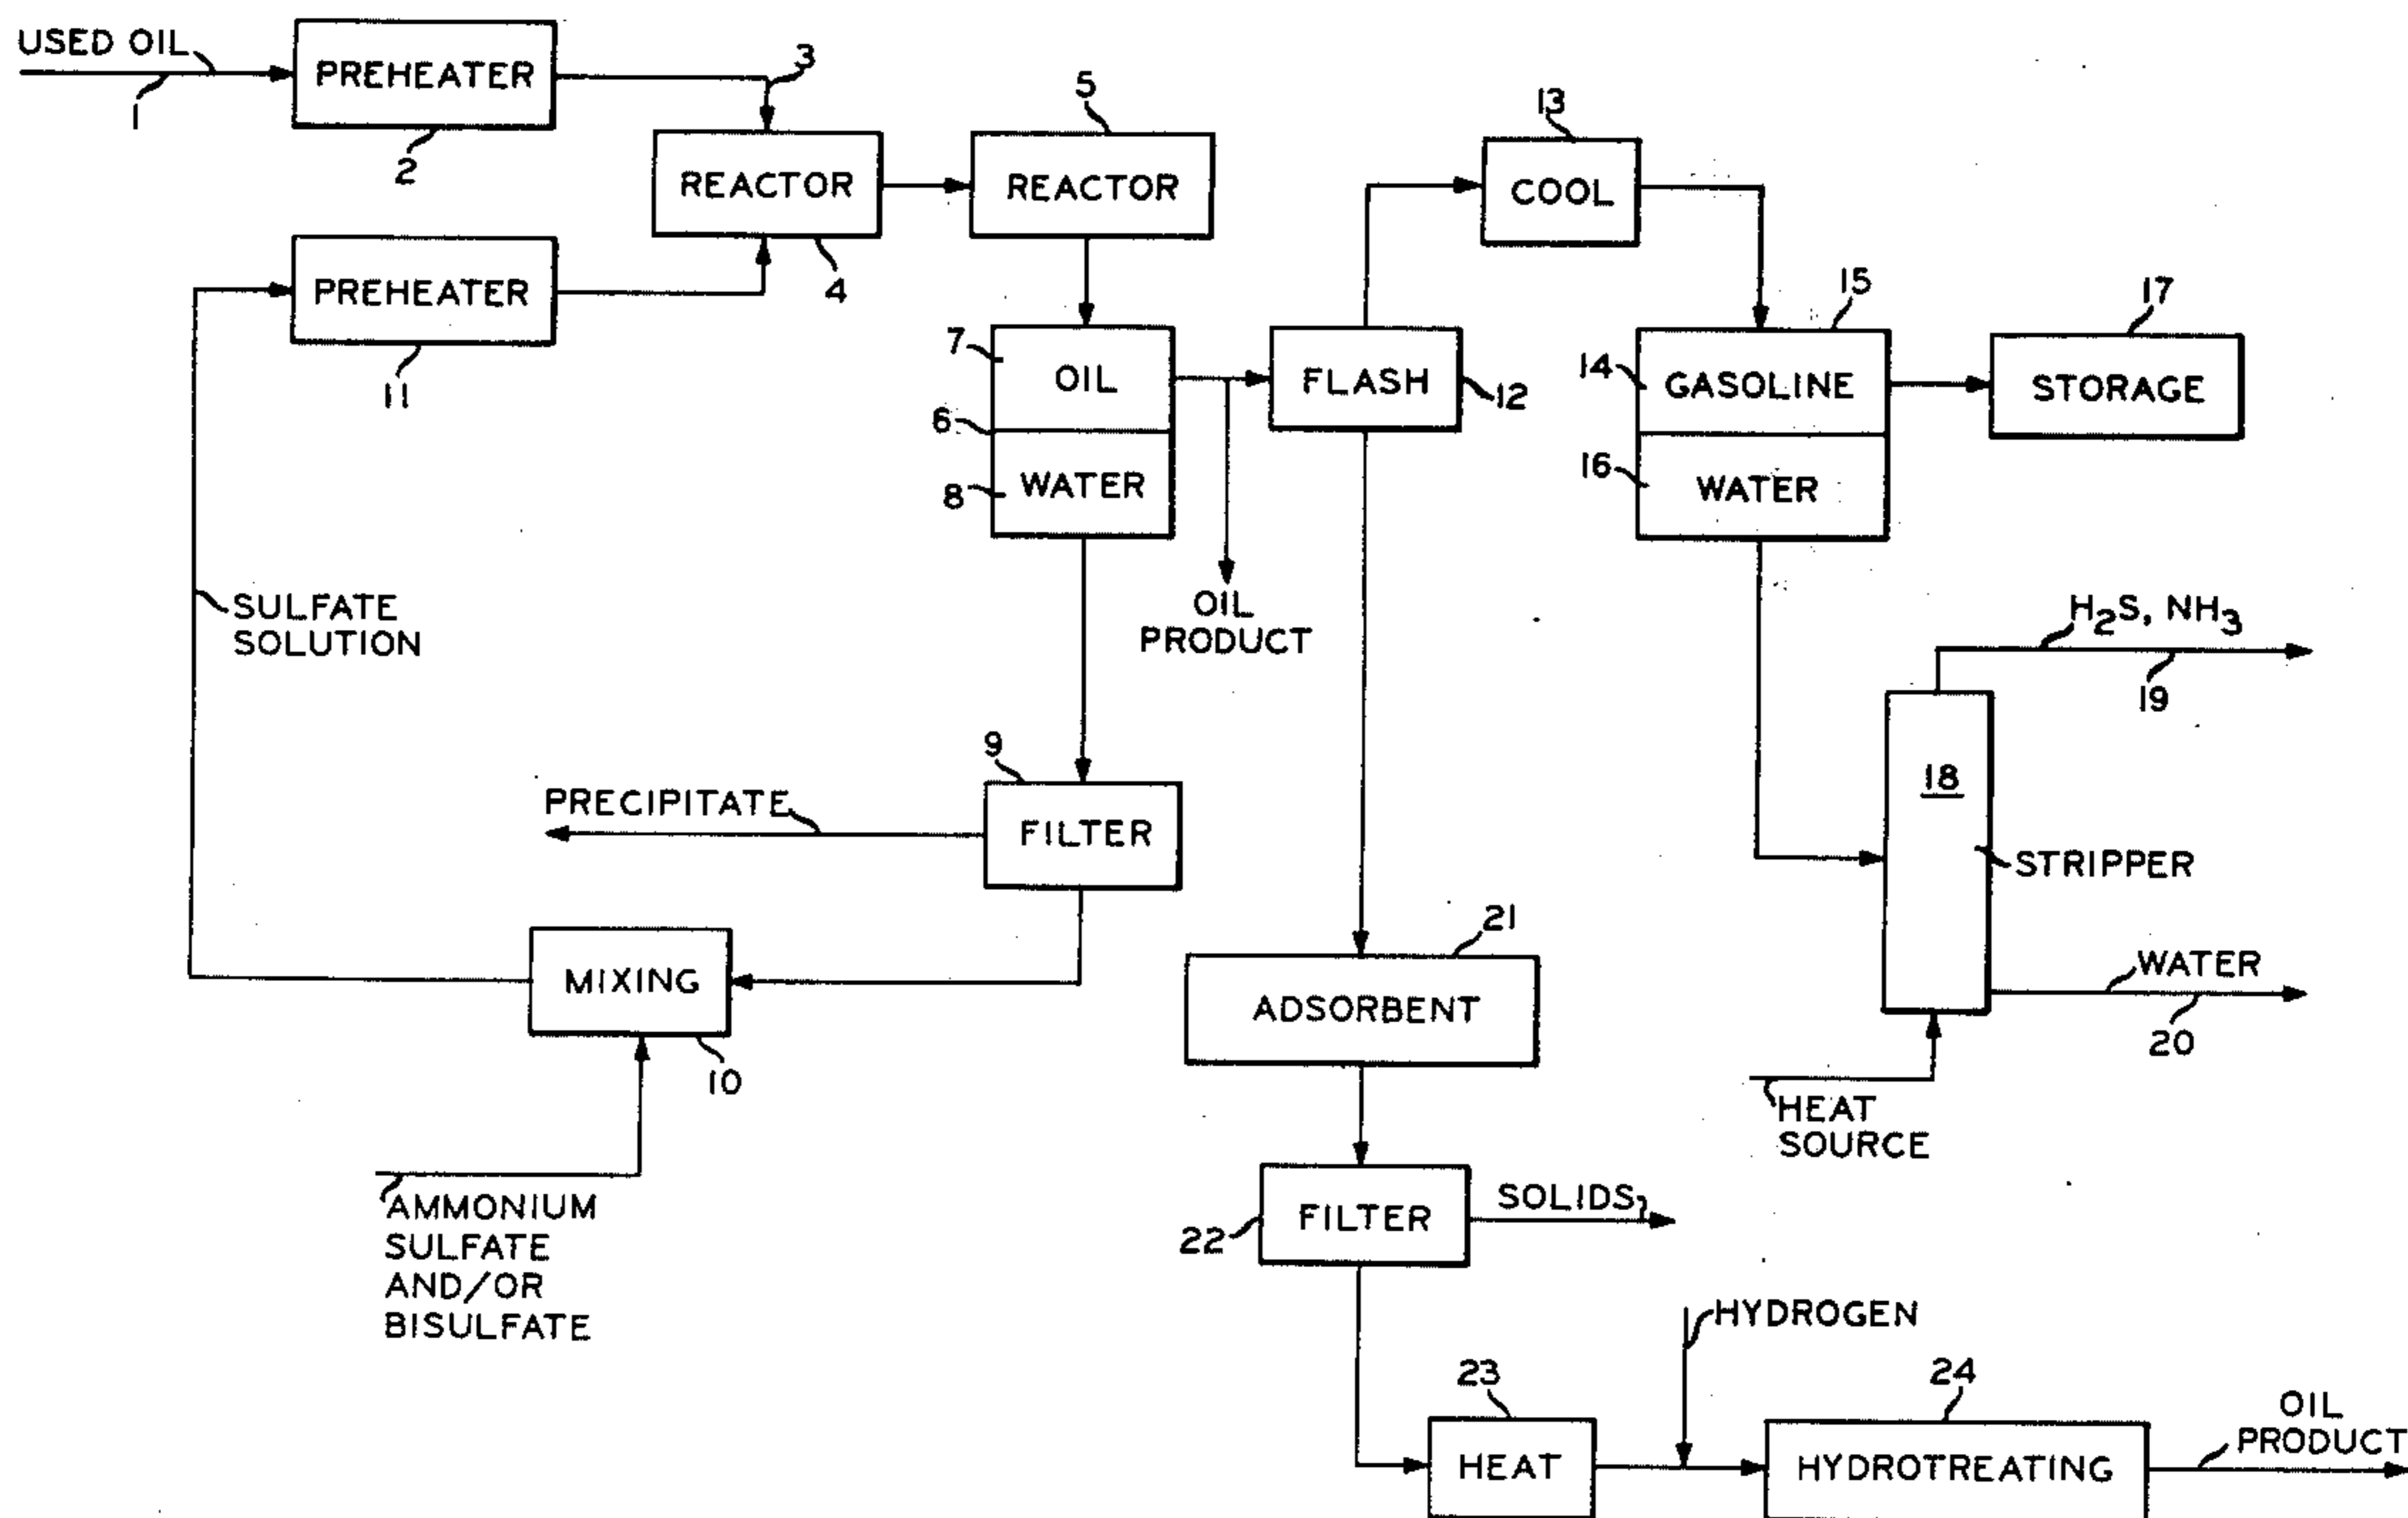 USED OIL
1
PREHEATER
2
3
REACTOR
4
5
REACTOR
PREHEATER
11
7
OIL
6
8
WATER
FLASH
12
OIL
PRODUCT
13
COOL
15
14
GASOLINE
16
WATER
17
STORAGE
SULFATE
SOLUTION
H2S, NH3
19
18
STRIPPER
WATER
20
HEAT
SOURCE
9
PRECIPITATE
FILTER
MIXING
10
AMMONIUM
SULFATE
AND/OR
BISULFATE
21
ADSORBENT
FILTER
22
SOLIDS
HYDROGEN
23
HEAT
24
HYDROTREATING
OIL
PRODUCT